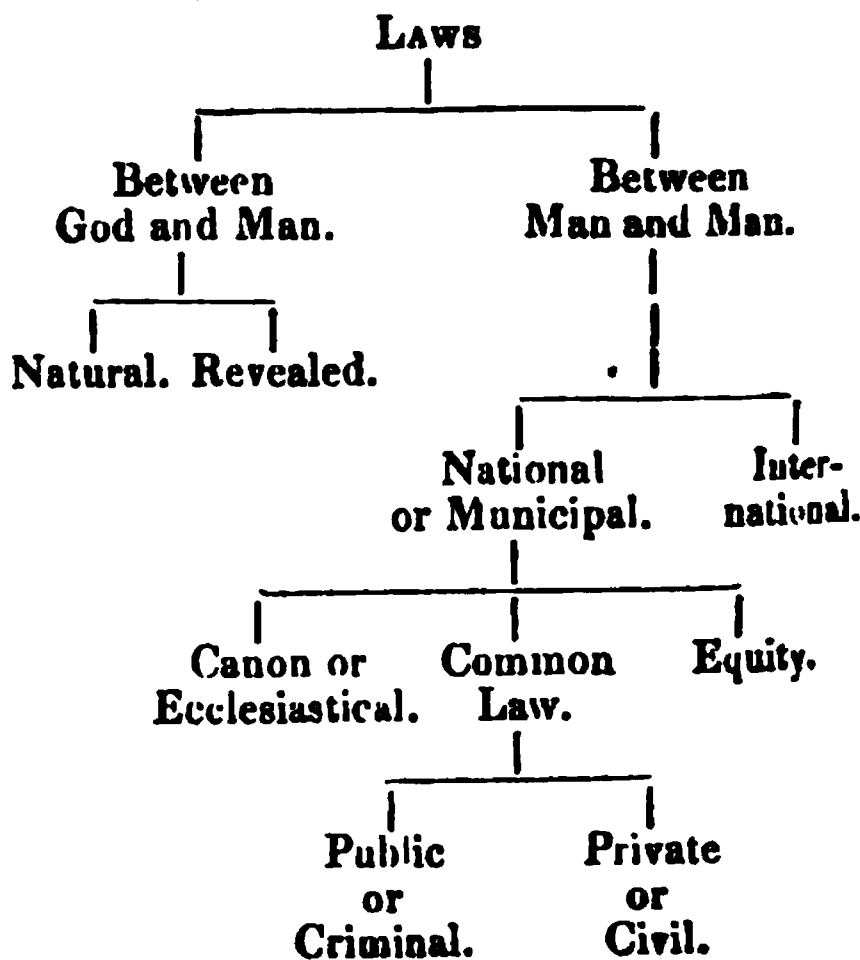 LAWS
Between
God and Man.
Between
Man and Man.
Natural. Revealed.
National
or Municipal.
Inter-
national.
Canon or
Ecclesiastical.
Common
Law.
Equity.
Public
or
Criminal.
Private
or
Civil.